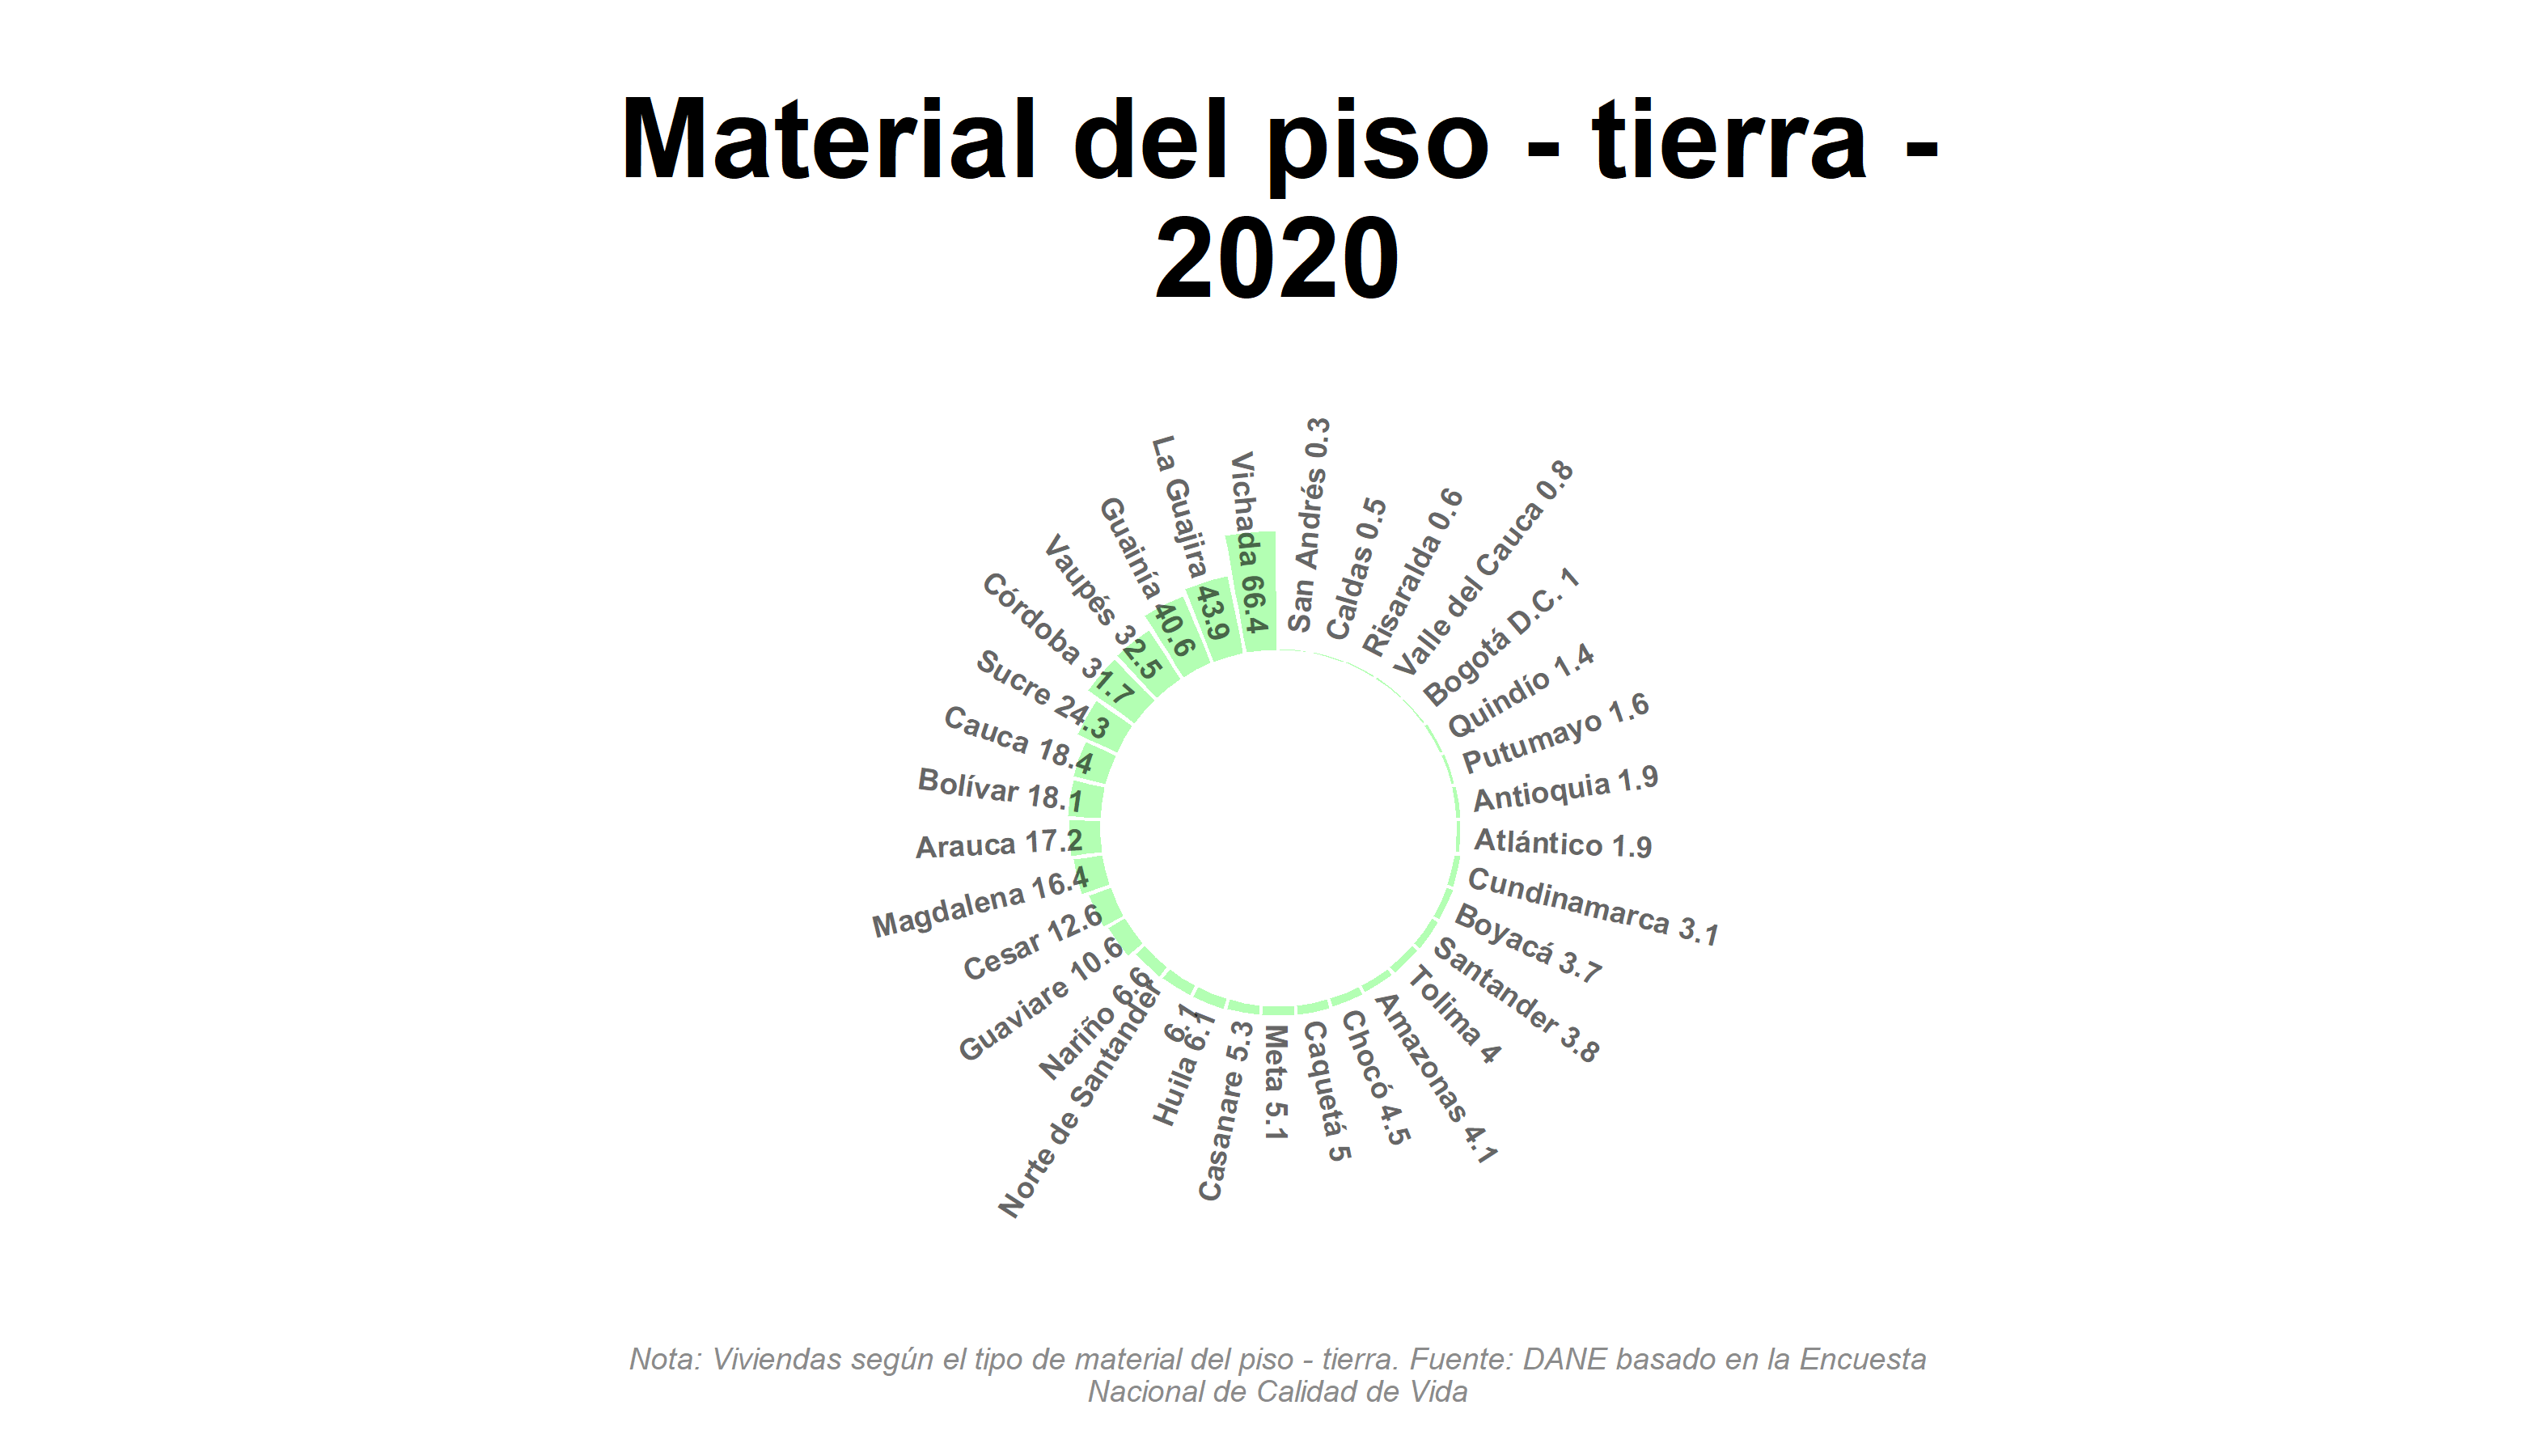 Material del piso - tierra -
2020
San Andrés 0.3
Caldas 0.5
Risaralda 0.6
Valle del Cauca 0.8
Bogotá D.C. 1
Quindío 1.4
Putumayo 1.6
Antioquia 1.9
Atlántico 1.9
Cundinamarca 3.1
Boyacá 3.7
Santander 3.8
Tolima 4
Amazonas 4.1
Chocó 4.5
Caquetá 5
Meta 5.1
Casanare 5.3
Huila 6.1
Norte de Santander
6.1
Nariño 6.6
Guaviare 10.6
Cesar 12.6
Magdalena 16.4
Arauca 17.2
Bolívar 18.1
Cauca 18.4
Sucre 24.3
Córdoba 31.7
Vaupés 32.5
Guainía 40.6
La Guajira 43.9
Vichada 66.4
Nota: Viviendas según el tipo de material del piso - tierra. Fuente: DANE basado en la Encuesta
Nacional de Calidad de Vida